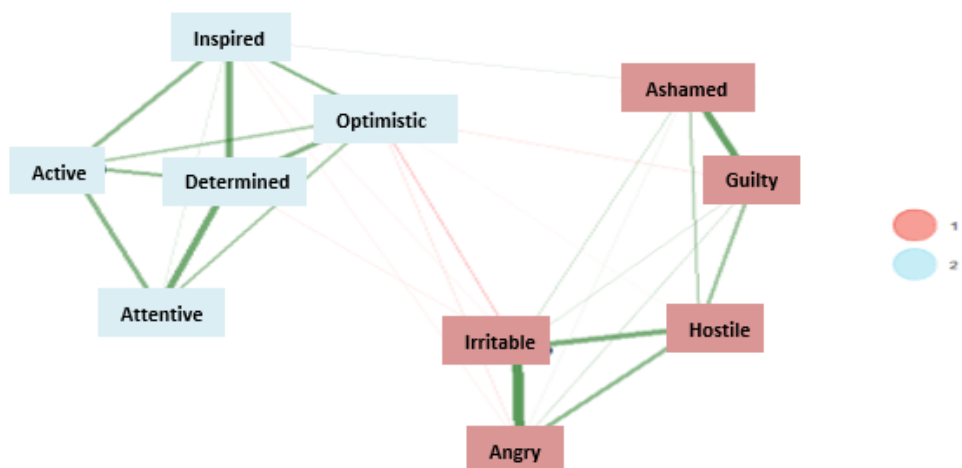 Inspired
Ashamed
Optimistic
Active
Determined
Guilty
1
2
Attentive
Irritable
Hostile
Angry